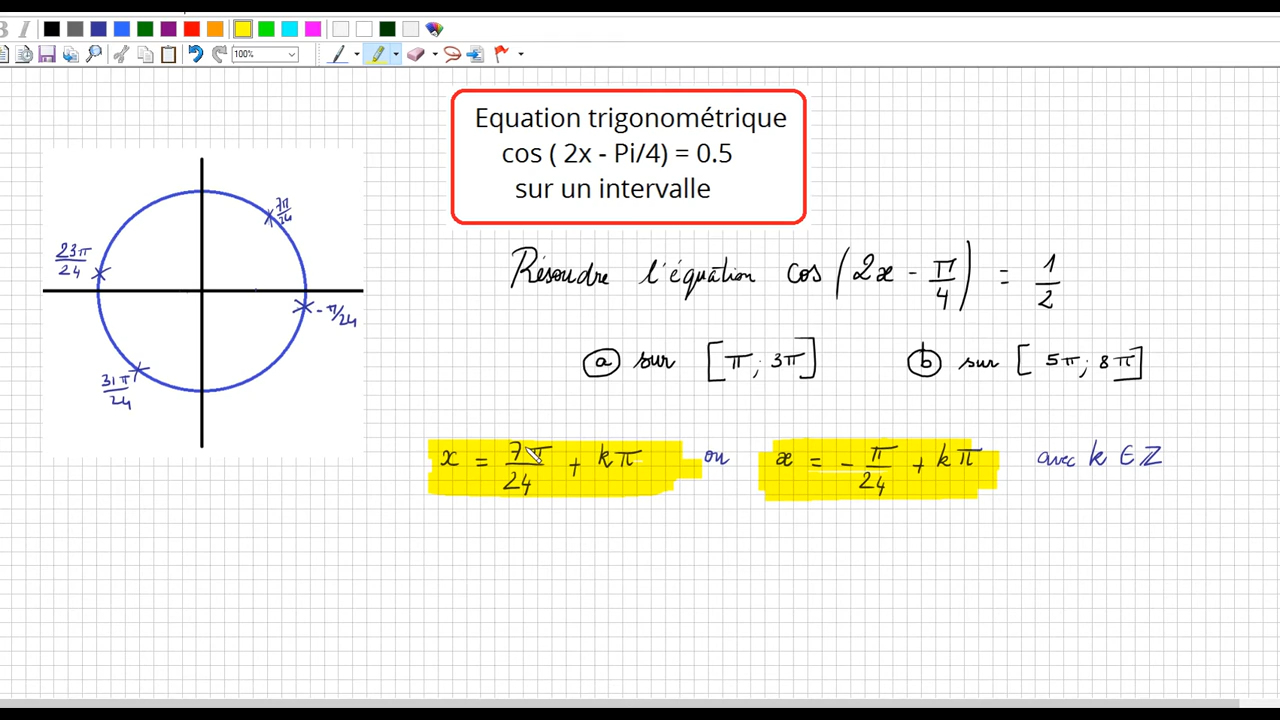 B I
100%
Equation trigonométrique
cos ( 2x - Pi/4) = 0.5
sur un intervalle
7π/24
23π/24
-π/24
31π/24
Résoudre l'équation cos(2x - π/4) = 1/2
a sur [π ; 3π] b sur [5π ; 8π]
x = 7π/24 + kπ ou x = -π/24 + kπ avec k ∈ ℤ